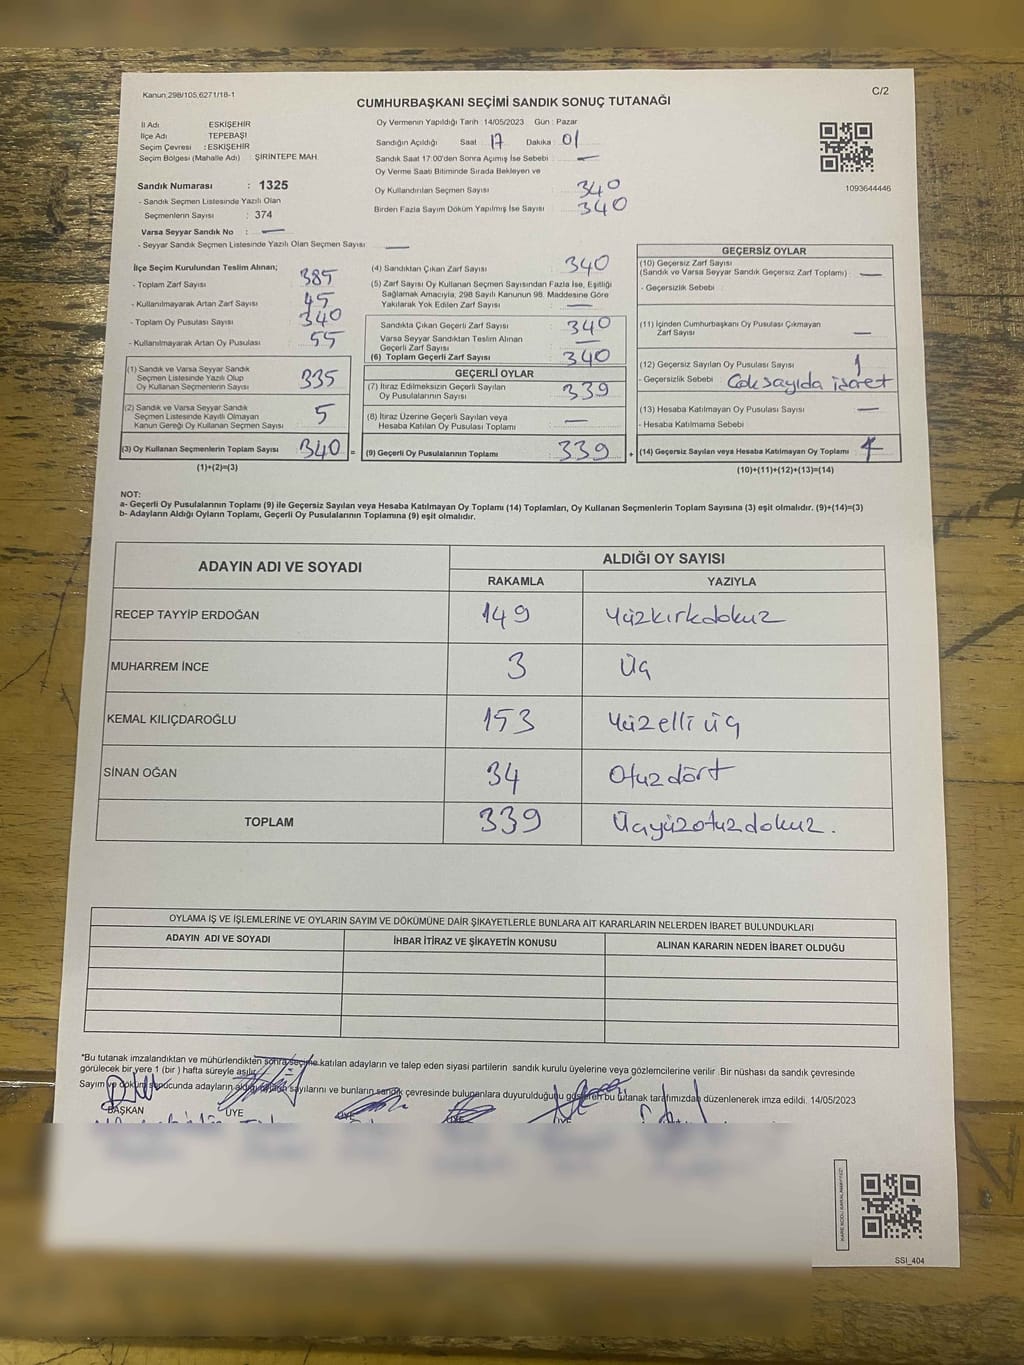 Kanun 298/105,6271/18-1
C/2
CUMHURBAŞKANI SEÇİMİ SANDIK SONUÇ TUTANAĞI
İl Adı ESKİŞEHİR
İlçe Adı TEPEBAŞI
Seçim Çevresi : ESKİŞEHİR
Seçim Bölgesi (Mahalle Adı) ŞİRİNTEPE MAH.
Sandık Numarası : 1325
- Sandık Seçmen Listesinde Yazılı Olan
Seçmenlerin Sayısı : 374
Varsa Seyyar Sandık No : —
- Seyyar Sandık Seçmen Listesinde Yazılı Olan Seçmen Sayısı —
Oy Vermenin Yapıldığı Tarih :14/05/2023 Gün : Pazar
Sandığın Açıldığı Saat 17 Dakika 01
Sandık Saat 17:00'den Sonra Açılmış İse Sebebi : —
Oy Verme Saati Bitiminde Sırada Bekleyen ve
Oy Kullandırılan Seçmen Sayısı 340
Birden Fazla Sayım Döküm Yapılmış İse Sayısı 340
1093644446
İlçe Seçim Kurulundan Teslim Alınan;
- Toplam Zarf Sayısı 385
- Kullanılmayarak Artan Zarf Sayısı 45
- Toplam Oy Pusulası Sayısı 340
- Kullanılmayarak Artan Oy Pusulası 55
(1) Sandık ve Varsa Seyyar Sandık
Seçmen Listesinde Yazılı Olup
Oy Kullanan Seçmenlerin Sayısı 335
(2) Sandık ve Varsa Seyyar Sandık
Seçmen Listesinde Kayıtlı Olmayan
Kanun Gereği Oy Kullanan Seçmen Sayısı 5
(3) Oy Kullanan Seçmenlerin Toplam Sayısı 340 =
(1)+(2)=(3)
(4) Sandıktan Çıkan Zarf Sayısı 340
(5) Zarf Sayısı Oy Kullanan Seçmen Sayısından Fazla İse, Eşitliği
Sağlamak Amacıyla, 298 Sayılı Kanunun 98. Maddesine Göre
Yakılarak Yok Edilen Zarf Sayısı —
Sandıkta Çıkan Geçerli Zarf Sayısı 340
Varsa Seyyar Sandıktan Teslim Alınan
Geçerli Zarf Sayısı —
(6) Toplam Geçerli Zarf Sayısı 340
GEÇERLİ OYLAR
(7) İtiraz Edilmeksizin Geçerli Sayılan
Oy Pusulalarının Sayısı 339
(8) İtiraz Üzerine Geçerli Sayılan veya
Hesaba Katılan Oy Pusulası Toplamı —
(9) Geçerli Oy Pusulalarının Toplamı 339 +
GEÇERSİZ OYLAR
(10) Geçersiz Zarf Sayısı
(Sandık ve Varsa Seyyar Sandık Geçersiz Zarf Toplamı) : —
- Geçersizlik Sebebi :
(11) İçinden Cumhurbaşkanı Oy Pusulası Çıkmayan
Zarf Sayısı —
(12) Geçersiz Sayılan Oy Pusulası Sayısı 1
- Geçersizlik Sebebi Çok sayıda işaret
(13) Hesaba Katılmayan Oy Pusulası Sayısı —
- Hesaba Katılmama Sebebi
(14) Geçersiz Sayılan veya Hesaba Katılmayan Oy Toplamı
(10)+(11)+(12)+(13)=(14)
NOT:
a- Geçerli Oy Pusulalarının Toplamı (9) ile Geçersiz Sayılan veya Hesaba Katılmayan Oy Toplamı (14) Toplamları, Oy Kullanan Seçmenlerin Toplam Sayısına (3) eşit olmalıdır. (9)+(14)=(3)
b- Adayların Aldığı Oyların Toplamı, Geçerli Oy Pusulalarının Toplamına (9) eşit olmalıdır.
ADAYIN ADI VE SOYADI ALDIĞI OY SAYISI
RAKAMLA YAZIYLA
RECEP TAYYİP ERDOĞAN 149 Yüzkırkdokuz
MUHARREM İNCE 3 Üç
KEMAL KILIÇDAROĞLU 153 Yüzelli üç
SİNAN OĞAN 34 Otuz dört
TOPLAM 339 Üçyüzotuzdokuz.
OYLAMA İŞ VE İŞLEMLERİNE VE OYLARIN SAYIM VE DÖKÜMÜNE DAİR ŞİKAYETLERLE BUNLARA AİT KARARLARIN NELERDEN İBARET BULUNDUKLARI
ADAYIN ADI VE SOYADI İHBAR İTİRAZ VE ŞİKAYETİN KONUSU ALINAN KARARIN NEDEN İBARET OLDUĞU
*Bu tutanak imzalandıktan ve mühürlendikten sonra seçime katılan adayların ve talep eden siyasi partilerin sandık kurulu üyelerine veya gözlemcilerine verilir .Bir nüshası da sandık çevresinde
görülecek bir yere 1 (bir ) hafta süreyle asılır.
Sayım ve döküm sonucunda adayların aldığı oyların sayılarını ve bunların sandık çevresinde bulunanlara duyurulduğunu gösteren bu tutanak tarafımızdan düzenlenerek imza edildi. 14/05/2023
BAŞKAN ÜYE ÜYE ÜYE
SSİ_404